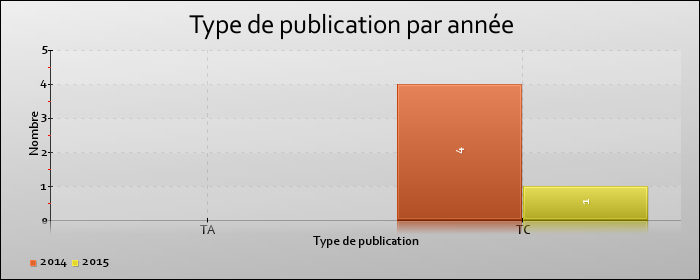 Type de publication par année
5
4
3
2
1
0
Nombre
4
1
TA
TC
Type de publication
2014 2015